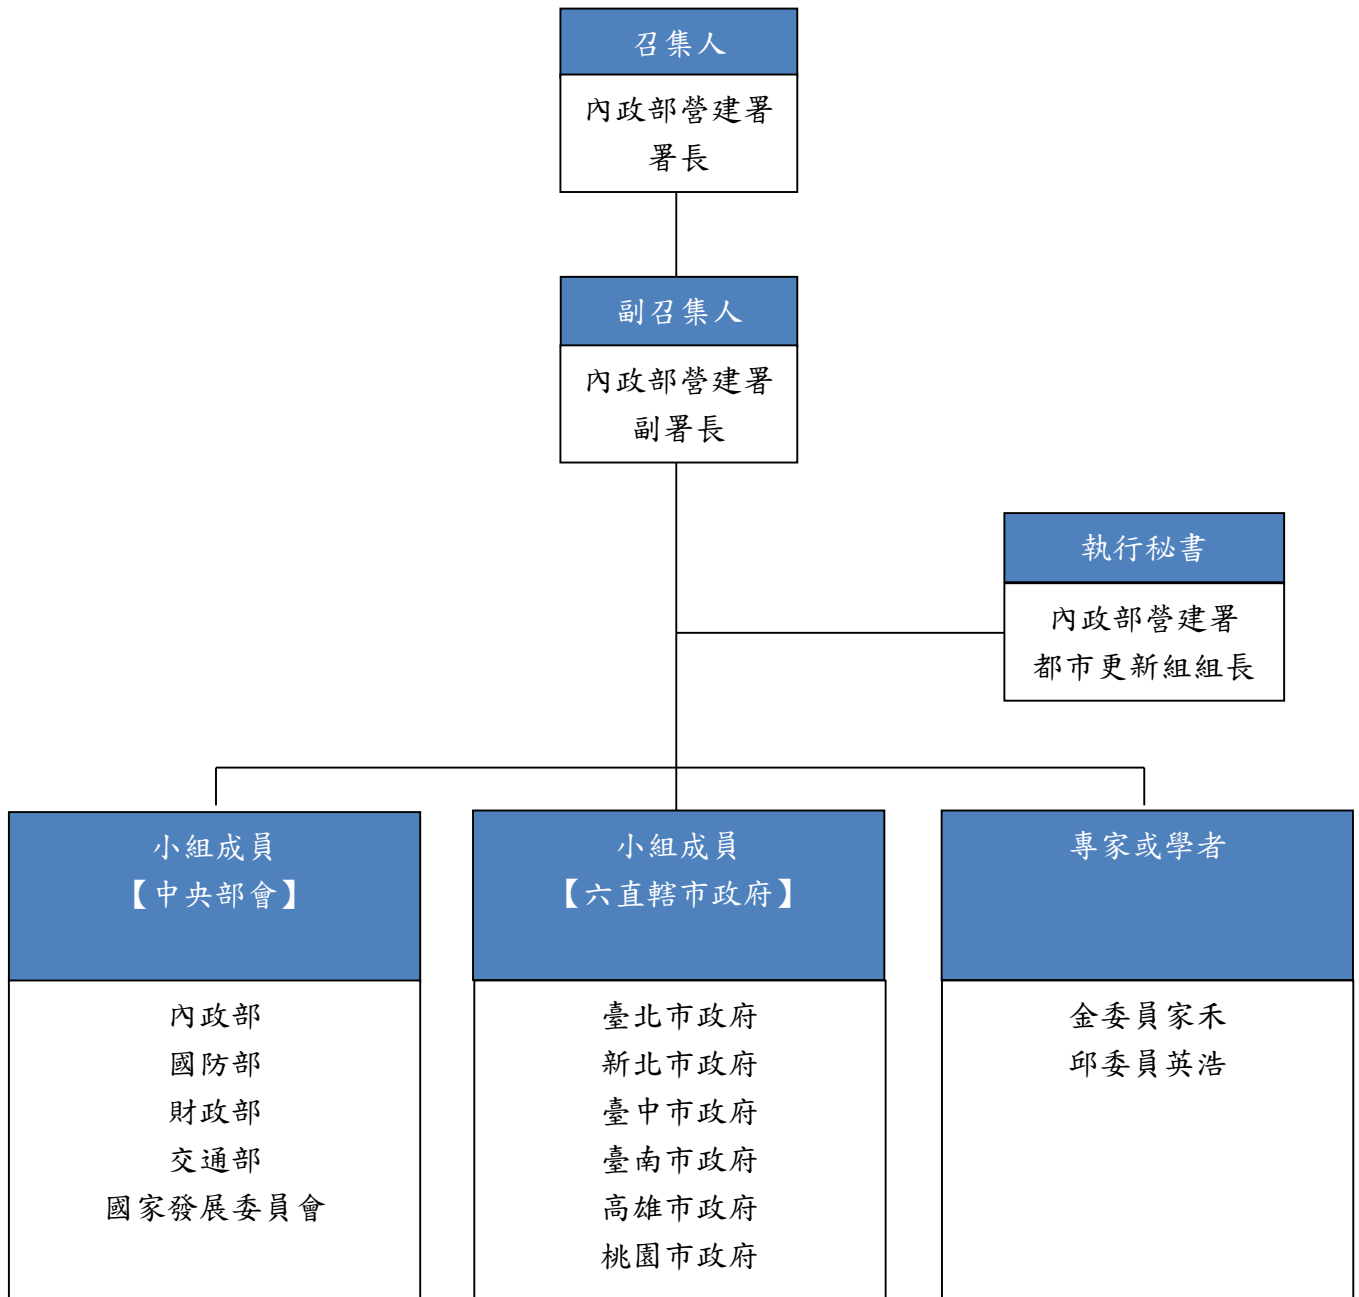 召集人
內政部營建署
署長
副召集人
內政部營建署
副署長
執行秘書
內政部營建署
都市更新組組長
小組成員
【中央部會】
內政部
國防部
財政部
交通部
國家發展委員會
小組成員
【六直轄市政府】
臺北市政府
新北市政府
臺中市政府
臺南市政府
高雄市政府
桃園市政府
專家或學者
金委員家禾
邱委員英浩